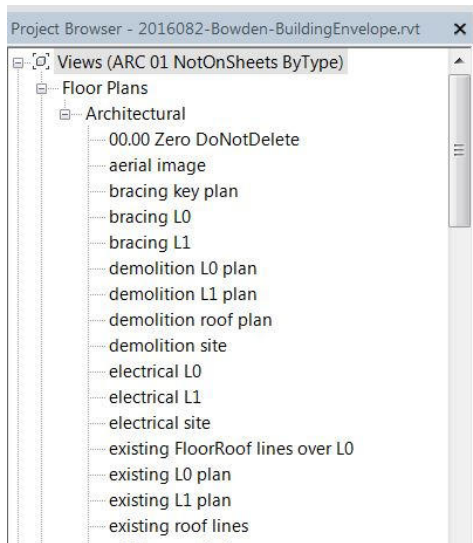 Project Browser - 2016082-Bowden-BuildingEnvelope.rvt
Views (ARC 01 NotOnSheets ByType)
Floor Plans
Architectural
00.00 Zero DoNotDelete
aerial image
bracing key plan
bracing L0
bracing L1
demolition L0 plan
demolition L1 plan
demolition roof plan
demolition site
electrical L0
electrical L1
electrical site
existing FloorRoof lines over L0
existing L0 plan
existing L1 plan
existing roof lines